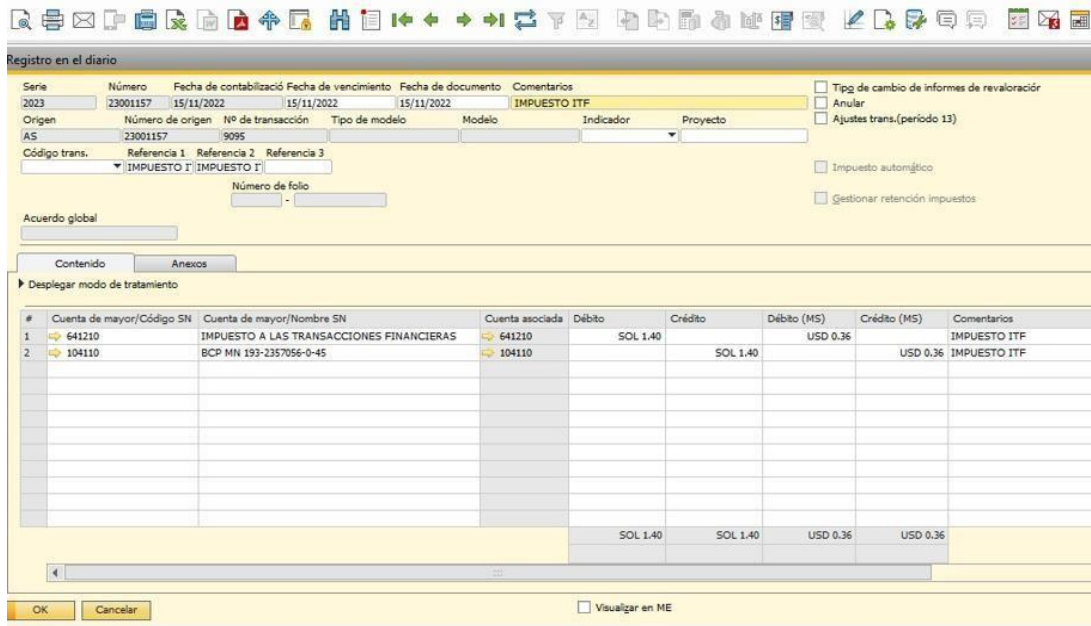 Registro en el diario
Serie Número Fecha de contabilizació Fecha de vencimiento Fecha de documento Comentarios
2023 23001157 15/11/2022 15/11/2022 15/11/2022 IMPUESTO ITF
Tipo de cambio de informes de revaloración
Anular
Ajustes trans.(período 13)
Origen Número de origen Nº de transacción Tipo de modelo Modelo Indicador Proyecto
AS 23001157 9095
Código trans. Referencia 1 Referencia 2 Referencia 3
IMPUESTO I IMPUESTO I
Impuesto automático
Número de folio
-
Gestionar retención impuestos
Acuerdo global
Contenido Anexos
Desplegar modo de tratamiento
# Cuenta de mayor/Código SN Cuenta de mayor/Nombre SN Cuenta asociada Débito Crédito Débito (MS) Crédito (MS) Comentarios
1 641210 IMPUESTO A LAS TRANSACCIONES FINANCIERAS 641210 SOL 1.40 USD 0.36 IMPUESTO ITF
2 104110 BCP MN 193-2357056-0-45 104110 SOL 1.40 USD 0.36 IMPUESTO ITF
SOL 1.40 SOL 1.40 USD 0.36 USD 0.36
OK Cancelar Visualizar en ME